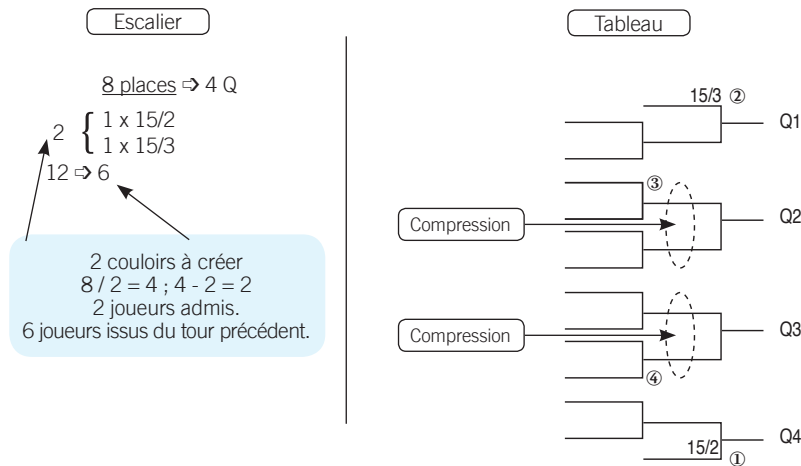 Escalier
8 places ➩ 4 Q
2 { 1 x 15/2
1 x 15/3
12 ➩ 6
2 couloirs à créer
8 / 2 = 4 ; 4 - 2 = 2
2 joueurs admis.
6 joueurs issus du tour précédent.
Tableau
15/3 ②
Q1
③
Q2
Compression
Q3
Compression
④
Q4
15/2 ①